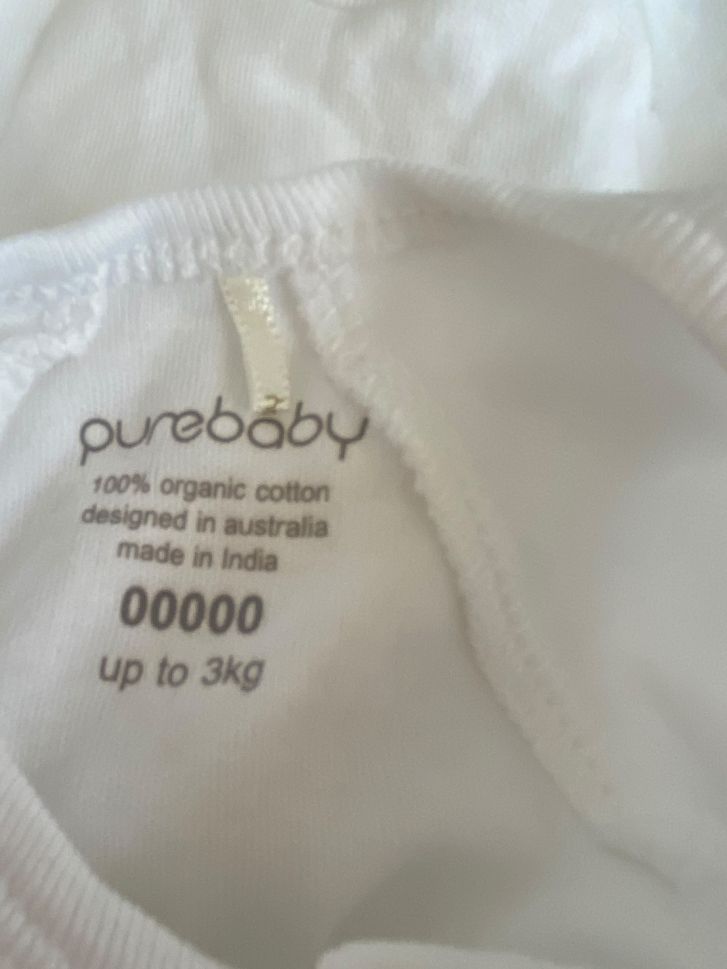 purebaby
100% organic cotton
designed in australia
made in India
00000
up to 3kg